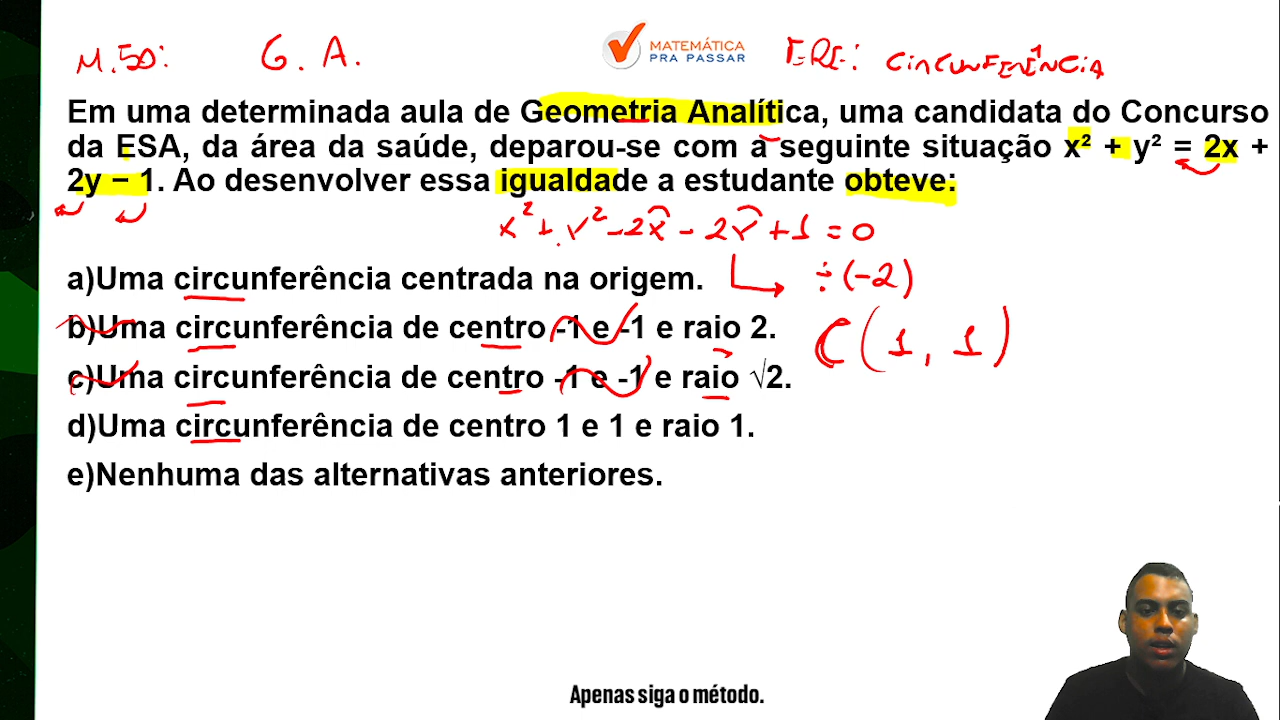 M.50: G. A. MATEMÁTICA
PRA PASSAR CIRCUNFERÊNCIA
Em uma determinada aula de Geometria Analítica, uma candidata do Concurso
da ESA, da área da saúde, deparou-se com a seguinte situação x² + y² = 2x +
2y − 1. Ao desenvolver essa igualdade a estudante obteve:
x² + y² - 2x - 2y + 1 = 0
a)Uma circunferência centrada na origem. ÷ (-2)
b)Uma circunferência de centro -1 e -1 e raio 2. C (1, 1)
c)Uma circunferência de centro -1 e -1 e raio √2.
d)Uma circunferência de centro 1 e 1 e raio 1.
e)Nenhuma das alternativas anteriores.
Apenas siga o método.